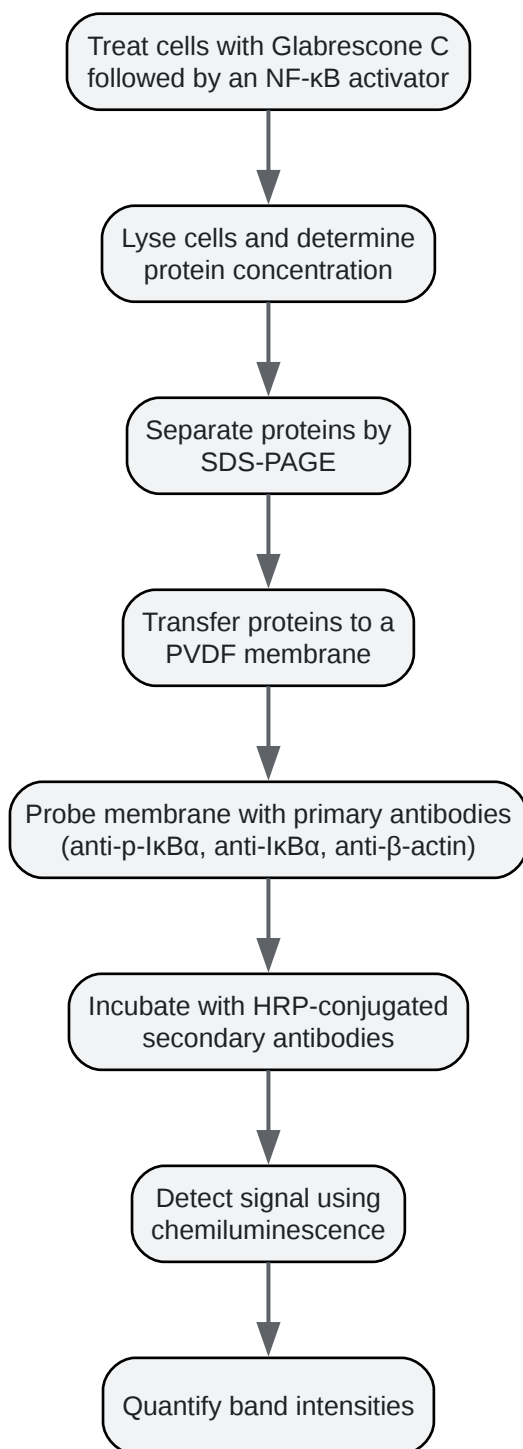 Treat cells with Glabrescone C
followed by an NF-κB activator
Lyse cells and determine
protein concentration
Separate proteins by
SDS-PAGE
Transfer proteins to a
PVDF membrane
Probe membrane with primary antibodies
(anti-p-IκBα, anti-IκBα, anti-β-actin)
Incubate with HRP-conjugated
secondary antibodies
Detect signal using
chemiluminescence
Quantify band intensities